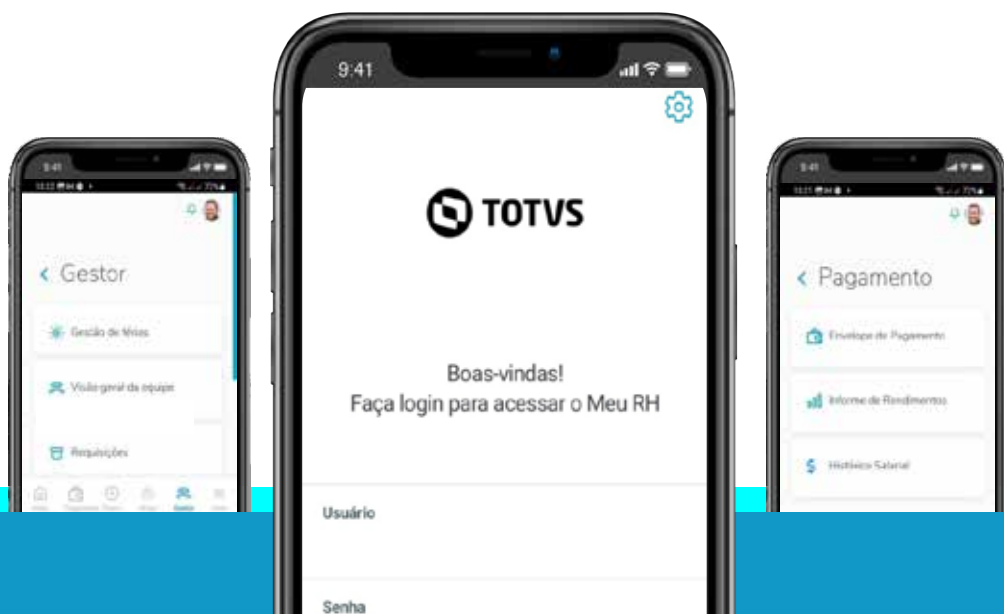 9:41
TOTVS
Boas-vindas!
Faça login para acessar o Meu RH
Usuário
Senha
9:41
Gestor
Gestão de férias
Visão geral da equipe
Requisições
Gestor
9:41
Pagamento
Envelope de Pagamento
Informe de Rendimentos
Histórico Salarial